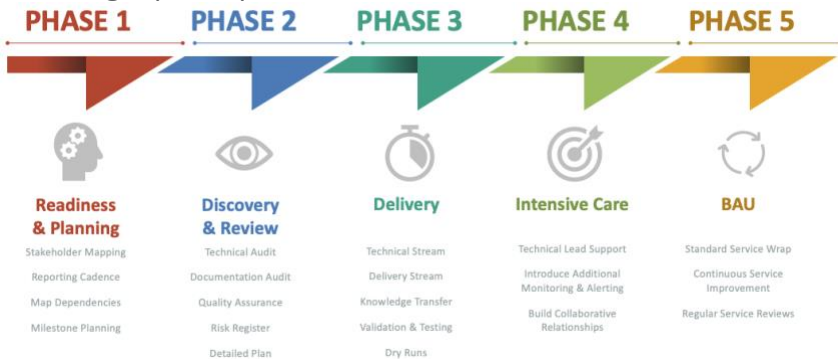 PHASE 1
PHASE 2
PHASE 3
PHASE 4
PHASE 5
Readiness
& Planning
Stakeholder Mapping
Reporting Cadence
Map Dependencies
Milestone Planning
Discovery
& Review
Technical Audit
Documentation Audit
Quality Assurance
Risk Register
Detailed Plan
Delivery
Technical Stream
Delivery Stream
Knowledge Transfer
Validation & Testing
Dry Runs
Intensive Care
Technical Lead Support
Introduce Additional
Monitoring & Alerting
Build Collaborative
Relationships
BAU
Standard Service Wrap
Continuous Service
Improvement
Regular Service Reviews